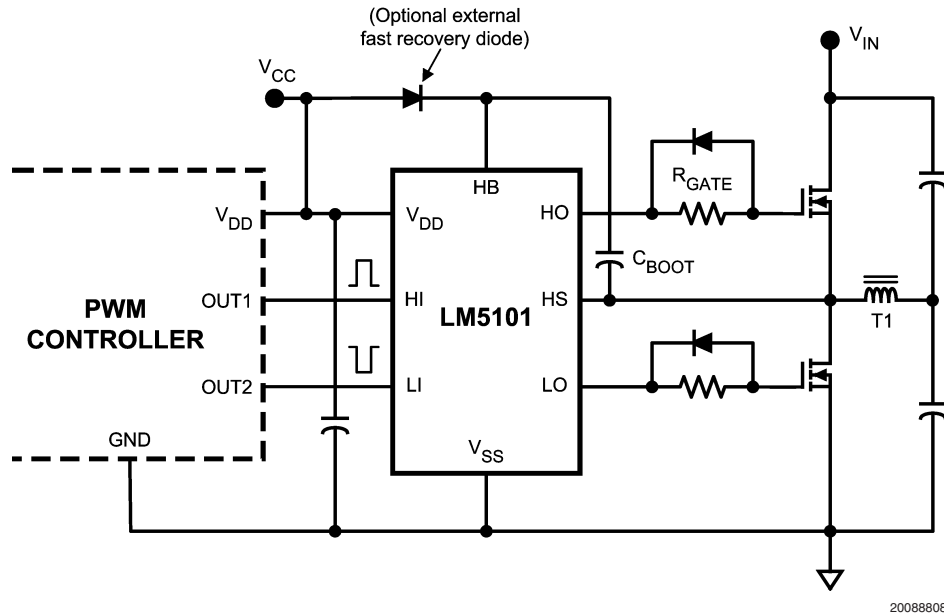 (Optional external
fast recovery diode)
VIN
VCC
HB
RGATE
VDD
VDD
HO
CBOOT
OUT1
HI
HS
T1
PWM
CONTROLLER
LM5101
OUT2
LI
LO
GND
VSS
20088808